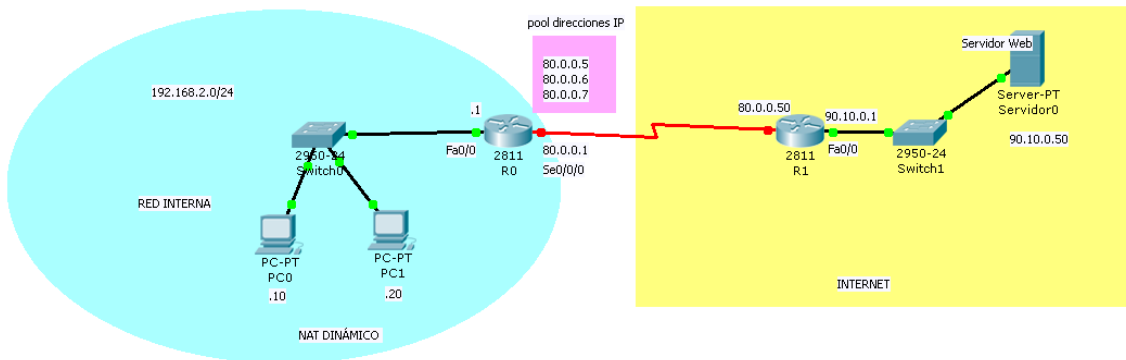 pool direcciones IP
80.0.0.5
80.0.0.6
80.0.0.7
192.168.2.0/24
.1
Fa0/0
2811
R0
80.0.0.1
Se0/0/0
2950-24
Switch0
RED INTERNA
PC-PT
PC0
.10
PC-PT
PC1
.20
NAT DINÁMICO
Servidor Web
Server-PT
Servidor0
90.10.0.50
80.0.0.50
90.10.0.1
2811
R1
Fa0/0
2950-24
Switch1
INTERNET